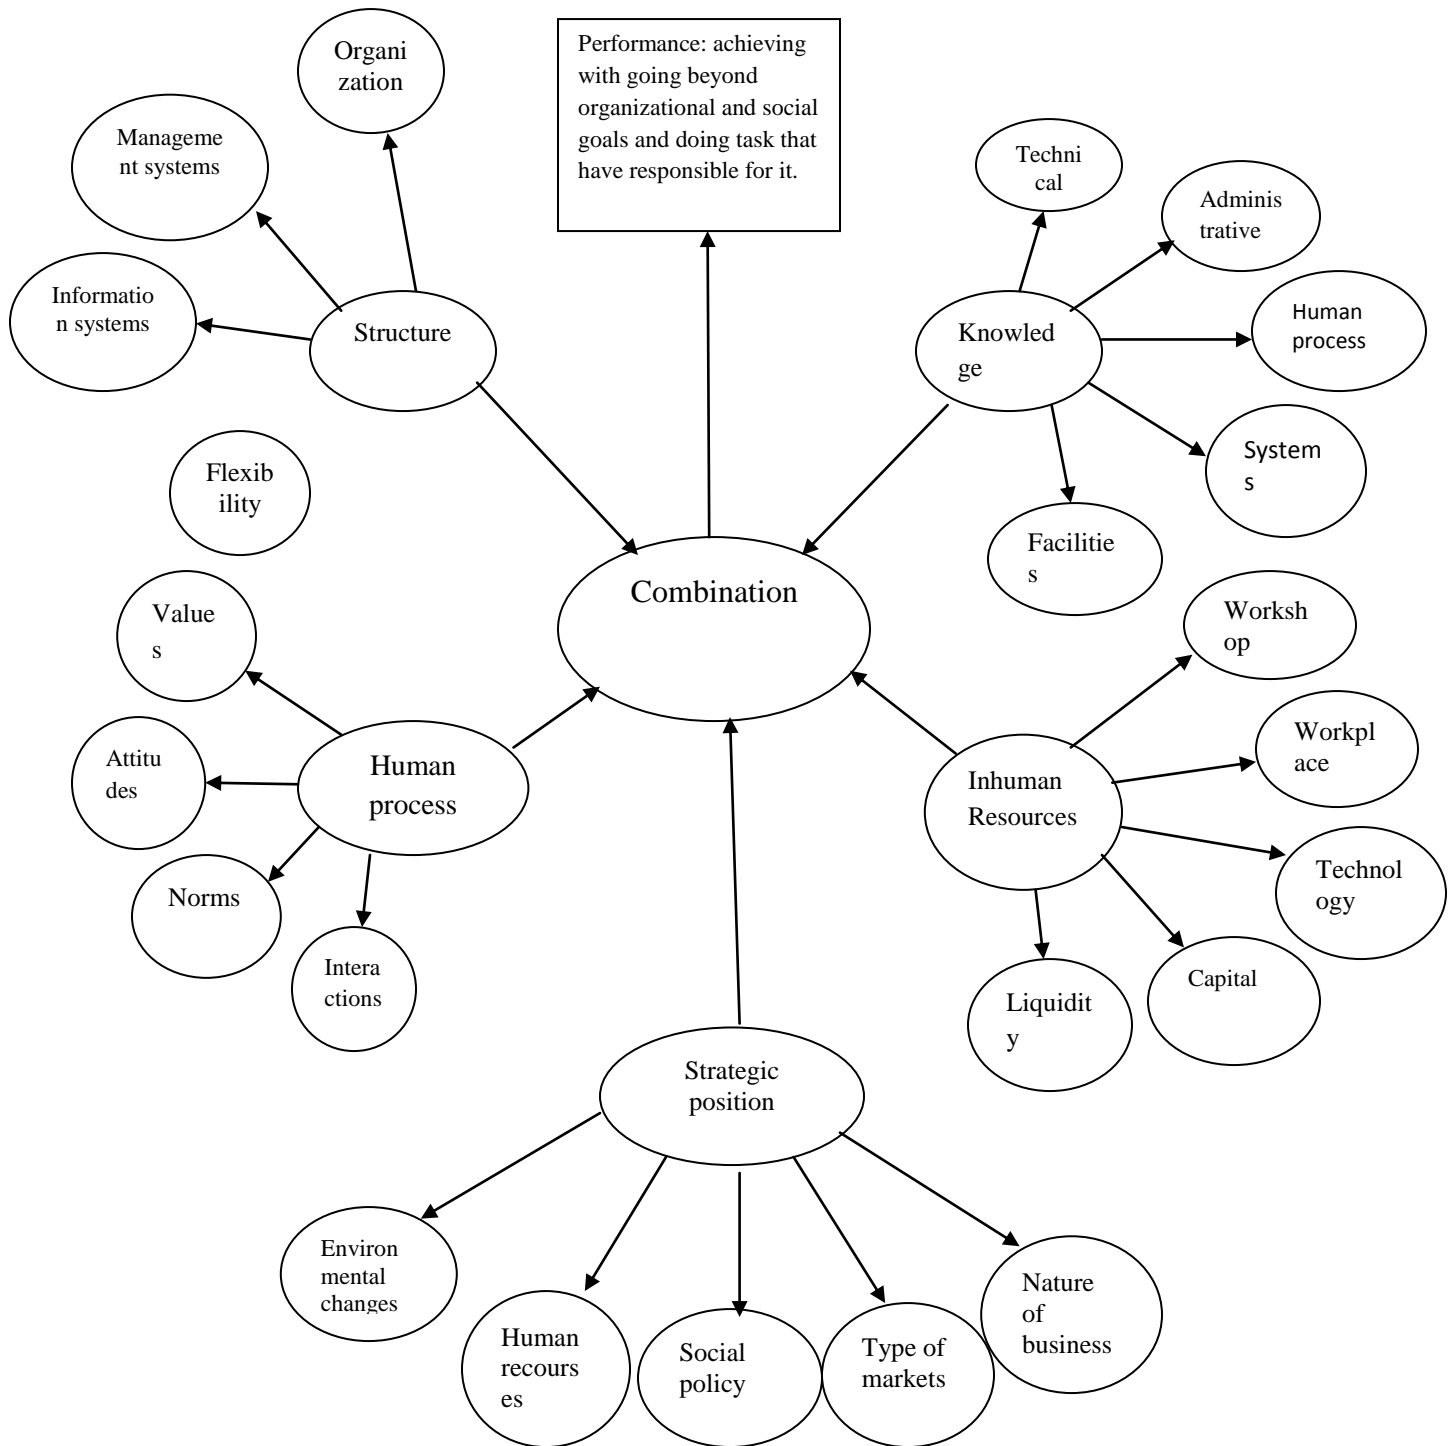 Organi
zation
Performance: achieving
with going beyond
organizational and social
goals and doing task that
have responsible for it.
Manageme
nt systems
Techni
cal
Adminis
trative
Informatio
n systems
Structure
Knowled
ge
Human
process
System
s
Flexib
ility
Facilitie
s
Combination
Value
s
Worksh
op
Attitu
des
Human
process
Inhuman
Resources
Workpl
ace
Norms
Technol
ogy
Intera
ctions
Liquidit
y
Capital
Strategic
position
Environ
mental
changes
Human
recours
es
Social
policy
Type of
markets
Nature
of
business